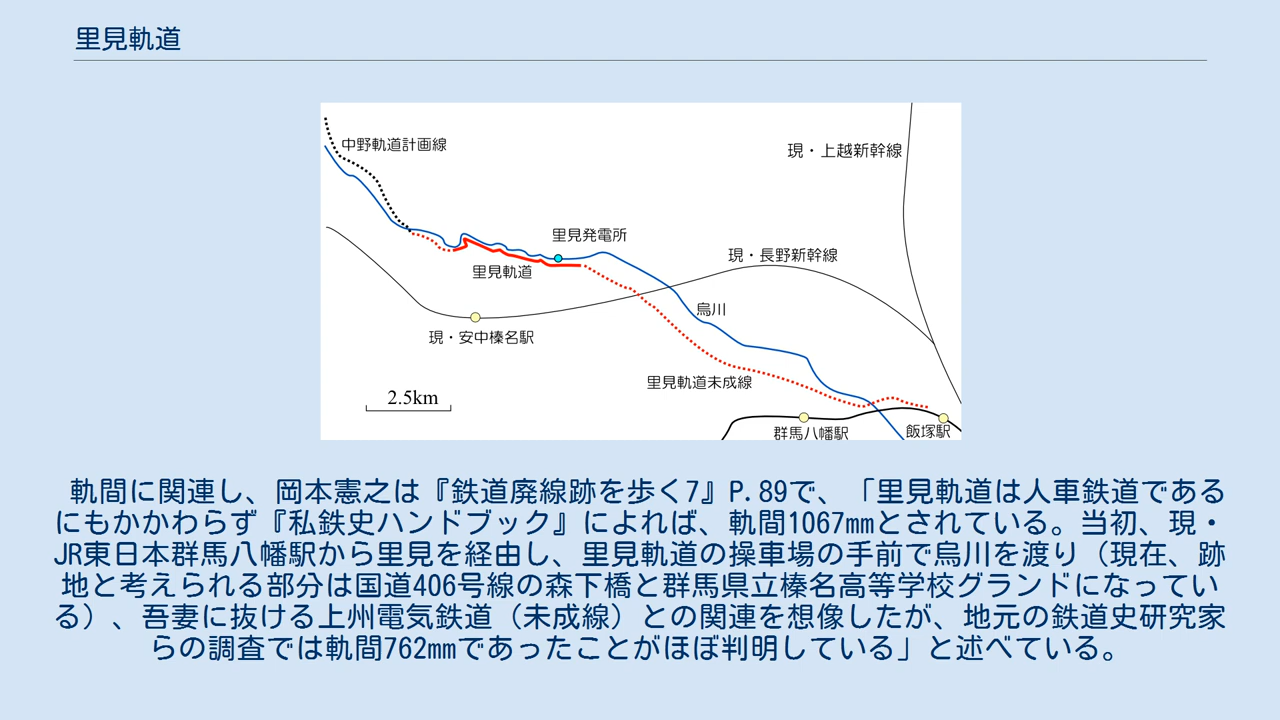 里見軌道
中野軌道計画線
現・上越新幹線
里見発電所
現・長野新幹線
里見軌道
烏川
現・安中榛名駅
里見軌道未成線
2.5km
群馬八幡駅
飯塚駅
軌間に関連し、岡本憲之は『鉄道廃線跡を歩く7』P.89で、「里見軌道は人車鉄道である
にもかかわらず『私鉄史ハンドブック』によれば、軌間1067㎜とされている。当初、現・
JR東日本群馬八幡駅から里見を経由し、里見軌道の操車場の手前で烏川を渡り（現在、跡
地と考えられる部分は国道406号線の森下橋と群馬県立榛名高等学校グランドになってい
る）、吾妻に抜ける上州電気鉄道（未成線）との関連を想像したが、地元の鉄道史研究家
らの調査では軌間762㎜であったことがほぼ判明している」と述べている。